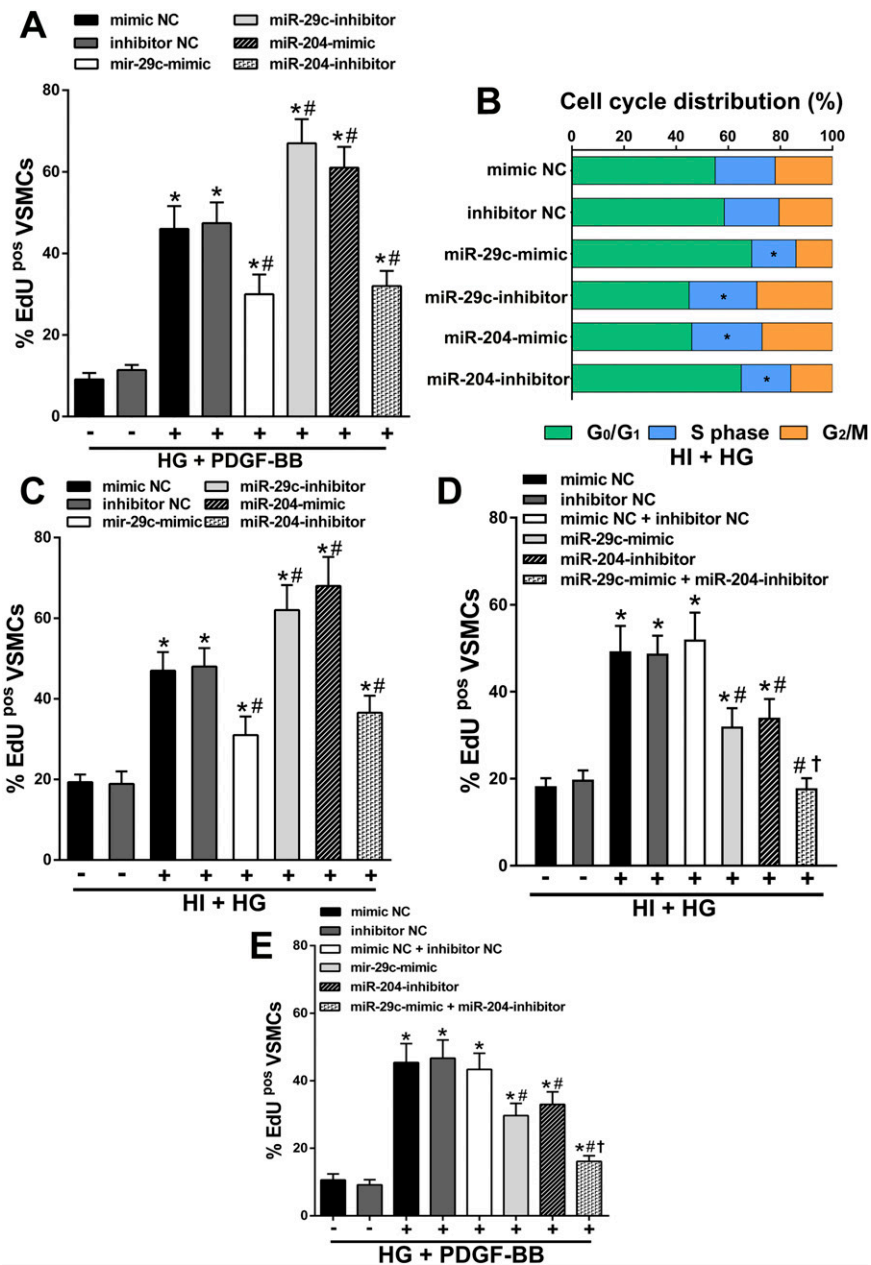 A
mimic NC
inhibitor NC
mir-29c-mimic
miR-29c-inhibitor
miR-204-mimic
miR-204-inhibitor
80
60
40
20
0
% EdU pos VSMCs
* * *# *# *# *#
- - + + + + + +
HG + PDGF-BB
B
Cell cycle distribution (%)
0 20 40 60 80 100
mimic NC
inhibitor NC
miR-29c-mimic *
miR-29c-inhibitor *
miR-204-mimic *
miR-204-inhibitor *
G0/G1 S phase G2/M
HI + HG
C
mimic NC
inhibitor NC
mir-29c-mimic
miR-29c-inhibitor
miR-204-mimic
miR-204-inhibitor
80
60
40
20
0
% EdU pos VSMCs
* * *# *# *# *#
- - + + + + + +
HI + HG
D
mimic NC
inhibitor NC
mimic NC + inhibitor NC
miR-29c-mimic
miR-204-inhibitor
miR-29c-mimic + miR-204-inhibitor
80
60
40
20
0
% EdU pos VSMCs
* * * *# *# #†
- - + + + + + +
HI + HG
E
mimic NC
inhibitor NC
mimic NC + inhibitor NC
mir-29c-mimic
miR-204-inhibitor
miR-29c-mimic + miR-204-inhibitor
80
60
40
20
0
% EdU pos VSMCs
* * * *# *# *#†
- - + + + + + +
HG + PDGF-BB